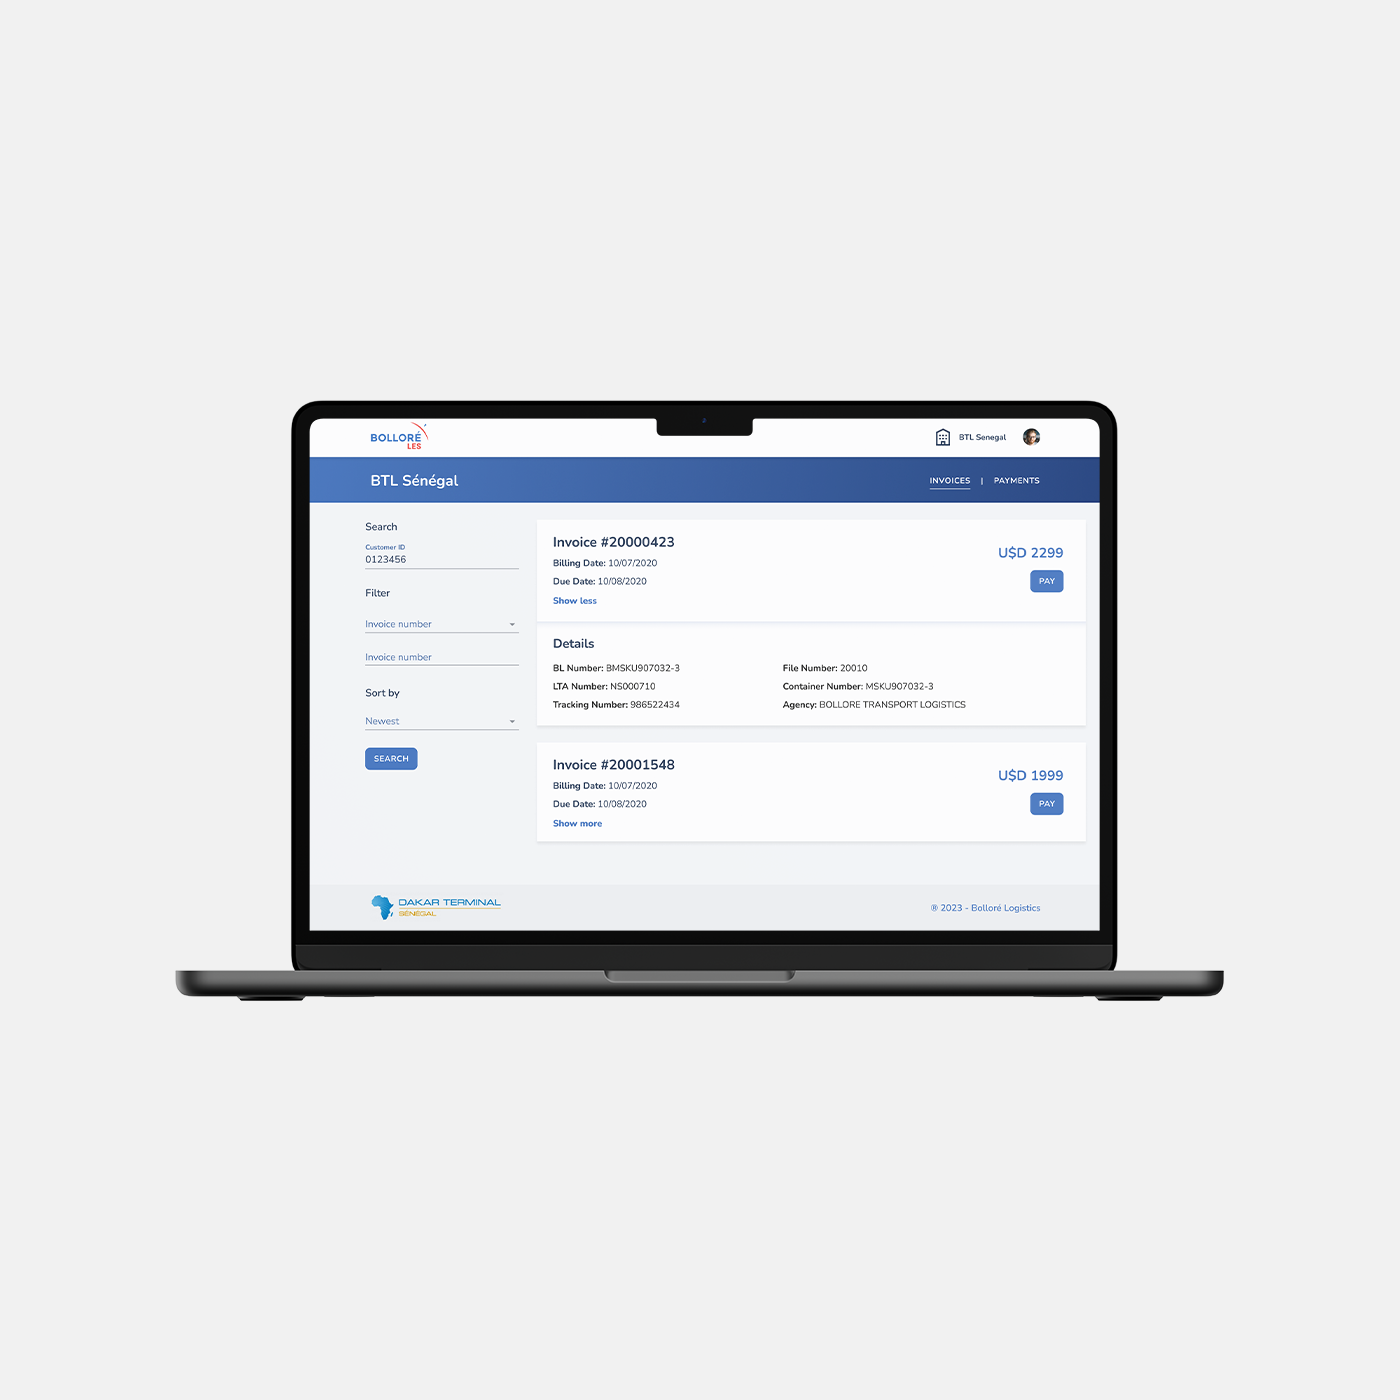 BOLLORÉ
LES
BTL Senegal
BTL Sénégal
INVOICES | PAYMENTS
Search
Customer ID
0123456
Filter
Invoice number
Invoice number
Sort by
Newest
SEARCH
Invoice #20000423
Billing Date: 10/07/2020
Due Date: 10/08/2020
Show less
U$D 2299
PAY
Details
BL Number: BMSKU907032-3
LTA Number: NS000710
Tracking Number: 986522434
File Number: 20010
Container Number: MSKU907032-3
Agency: BOLLORE TRANSPORT LOGISTICS
Invoice #20001548
Billing Date: 10/07/2020
Due Date: 10/08/2020
Show more
U$D 1999
PAY
DAKAR TERMINAL
SÉNÉGAL
® 2023 - Bolloré Logistics